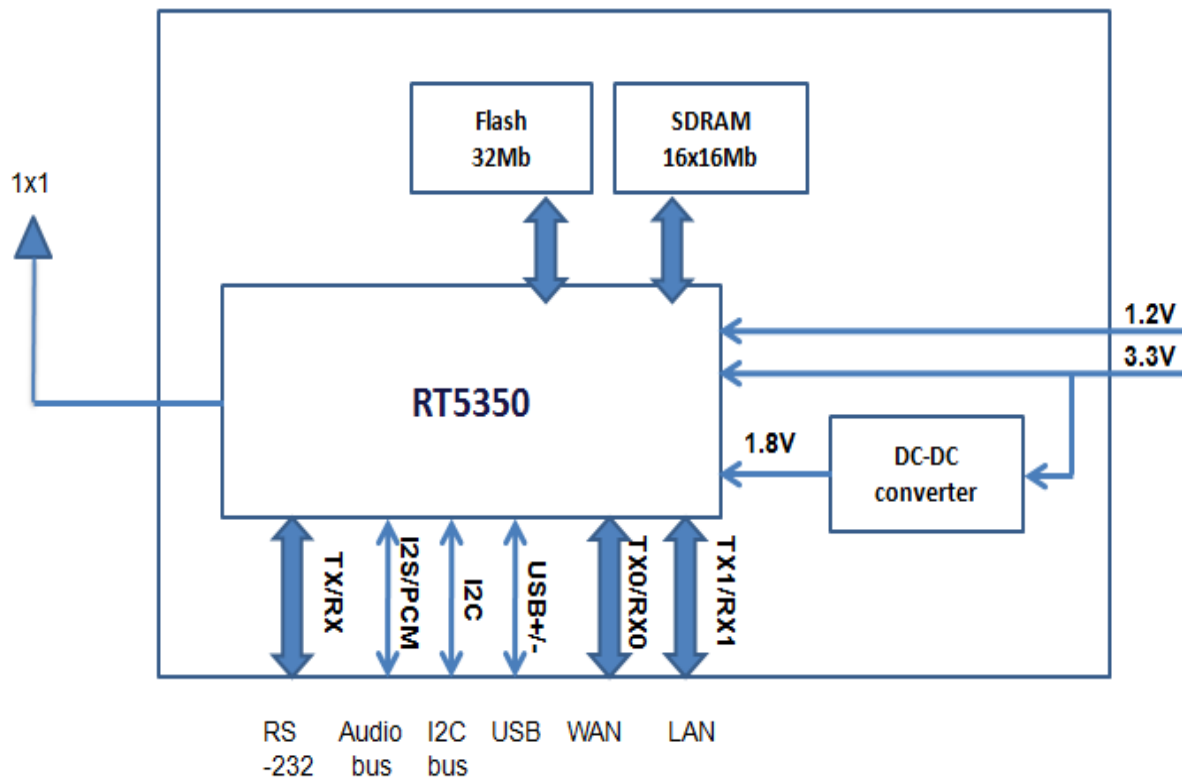 Flash
32Mb
SDRAM
16x16Mb
1x1
1.2V
3.3V
RT5350
1.8V
DC-DC
converter
TX/RX
I2S/PCM
I2C
USB+/-
TX0/RX0
TX1/RX1
RS
-232
Audio
bus
I2C
bus
USB
WAN
LAN